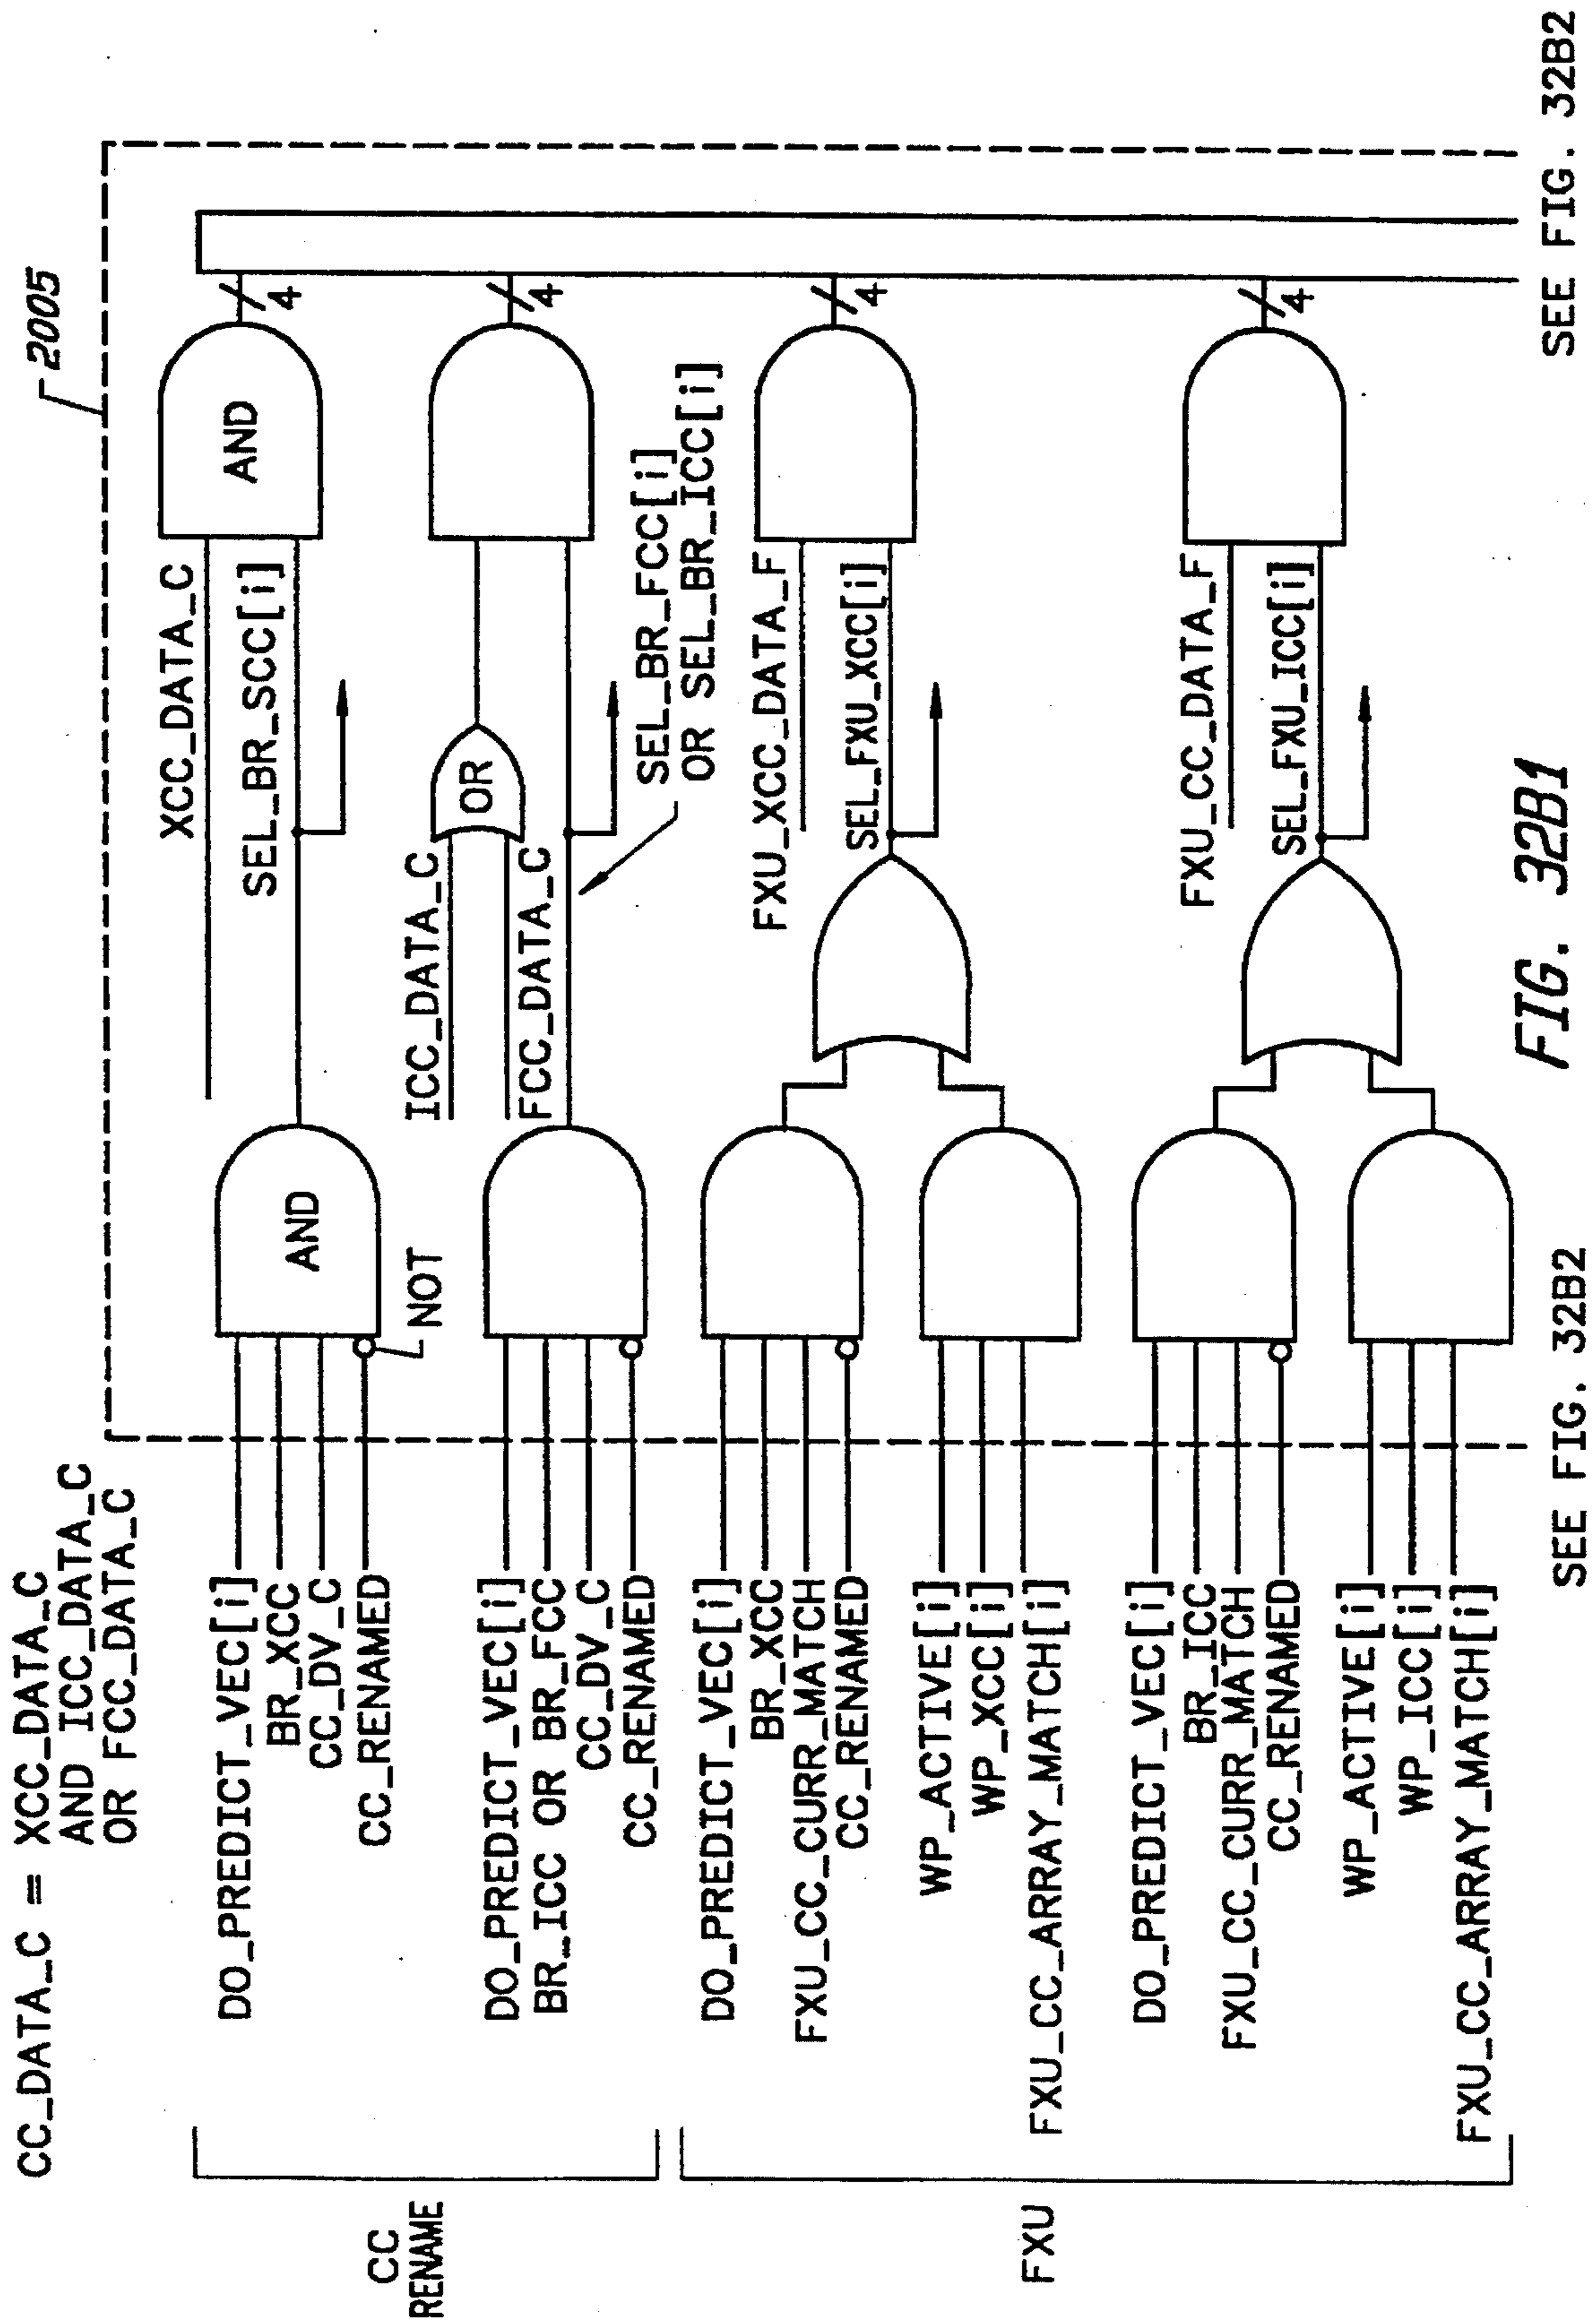 2005
CC_DATA_C = XCC_DATA_C
AND ICC_DATA_C
OR FCC_DATA_C
CC
RENAME
DO_PREDICT_VEC[i]
BR_XCC
CC_DV_C
CC_RENAMED
NOT
AND
XCC_DATA_C
SEL_BR_SCC[i]
AND
4
DO_PREDICT_VEC[i]
BR_ICC OR BR_FCC
CC_DV_C
CC_RENAMED
ICC_DATA_C
FCC_DATA_C
OR
SEL_BR_FCC[i]
OR SEL_BR_ICC[i]
4
FXU
DO_PREDICT_VEC[i]
BR_XCC
FXU_CC_CURR_MATCH
CC_RENAMED
WP_ACTIVE[i]
WP_XCC[i]
FXU_CC_ARRAY_MATCH[i]
FXU_XCC_DATA_F
SEL_FXU_XCC[i]
4
DO_PREDICT_VEC[i]
BR_ICC
FXU_CC_CURR_MATCH
CC_RENAMED
WP_ACTIVE[i]
WP_ICC[i]
FXU_CC_ARRAY_MATCH[i]
FXU_CC_DATA_F
SEL_FXU_ICC[i]
4
SEE FIG. 32B2
SEE FIG. 32B2
FIG. 32B1